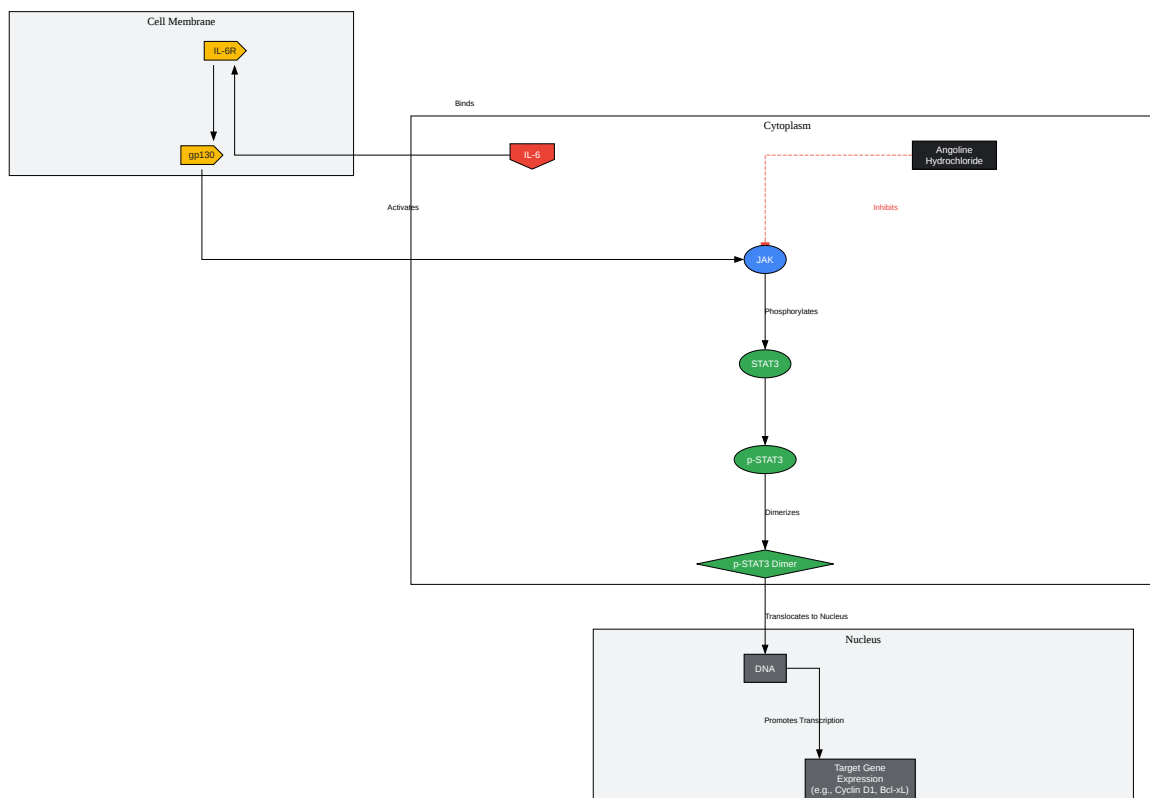 Cell Membrane
IL-6R
Binds
Cytoplasm
gp130
IL-6
Angoline
Hydrochloride
Activates
Inhibits
JAK
Phosphorylates
STAT3
p-STAT3
Dimerizes
p-STAT3 Dimer
Translocates to Nucleus
Nucleus
DNA
Promotes Transcription
Target Gene
Expression
(e.g., Cyclin D1, Bcl-xL)